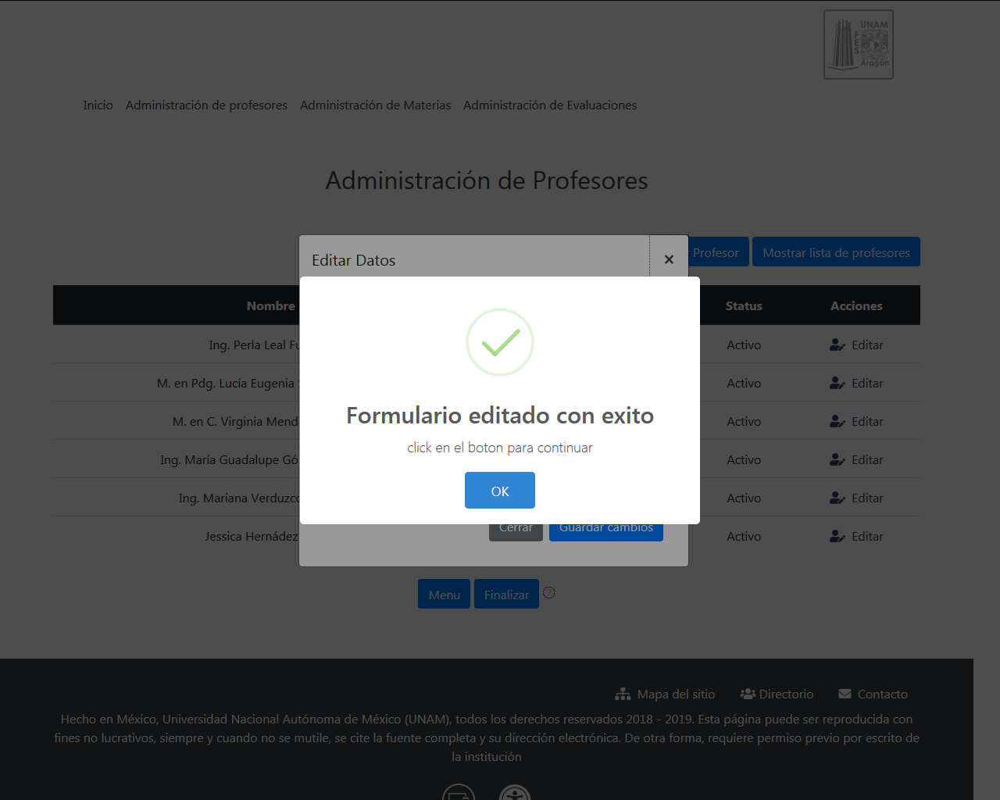 UNAM
FES
Aragón
Inicio Administración de profesores Administración de Materias Administración de Evaluaciones
Administración de Profesores
Profesor Mostrar lista de profesores
Editar Datos ×
Nombre Status Acciones
Ing. Perla Leal Activo Editar
M. en Pdg. Lucía Eugenia Activo Editar
M. en C. Virginia Mend Activo Editar
Ing. María Guadalupe Gó Activo Editar
Ing. Mariana Verduzco Activo Editar
Jessica Hernádez Activo Editar
Formulario editado con exito
click en el boton para continuar
OK
Cerrar Guardar cambios
Menu Finalizar ?
Mapa del sitio Directorio Contacto
Hecho en México, Universidad Nacional Autónoma de México (UNAM), todos los derechos reservados 2018 - 2019. Esta página puede ser reproducida con
fines no lucrativos, siempre y cuando no se mutile, se cite la fuente completa y su dirección electrónica. De otra forma, requiere permiso previo por escrito de
la institución